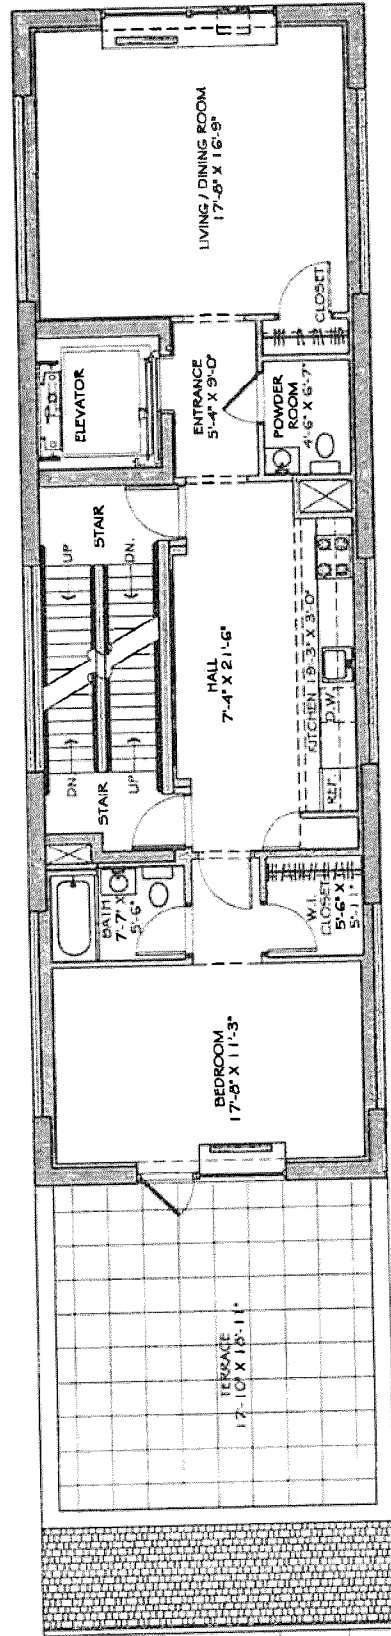 LIVING / DINING ROOM
17'-8" X 16'-9"
CLOSET
ELEVATOR
ENTRANCE
5'-4" X 9'-0"
POWDER
ROOM
4'-6" X 6'-7"
STAIR
UP
DN.
HALL
7'-4" X 21'-6"
KITCHEN 19'-3" X 3'-0"
D.W.
REF.
DN.
UP
STAIR
BATH
7'-7" X
5'-6"
W.I.
CLOSET
5'-6" X
5'-11"
BEDROOM
17'-8" X 11'-3"
TERRACE
17'-10" X 18'-11"